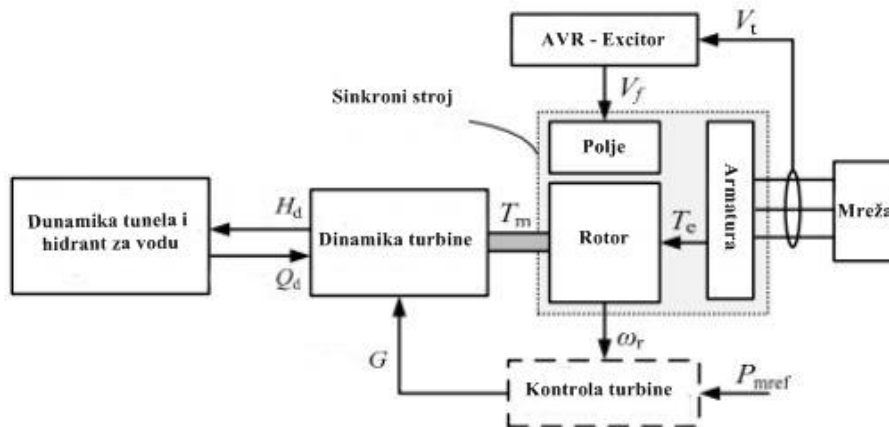 AVR - Excitor
V_t
V_f
Sinkroni stroj
Polje
Armatura
Mreža
Dunamika tunela i
hidrant za vodu
H_d
Q_d
Dinamika turbine
T_m
Rotor
T_e
ω_r
G
Kontrola turbine
P_mref